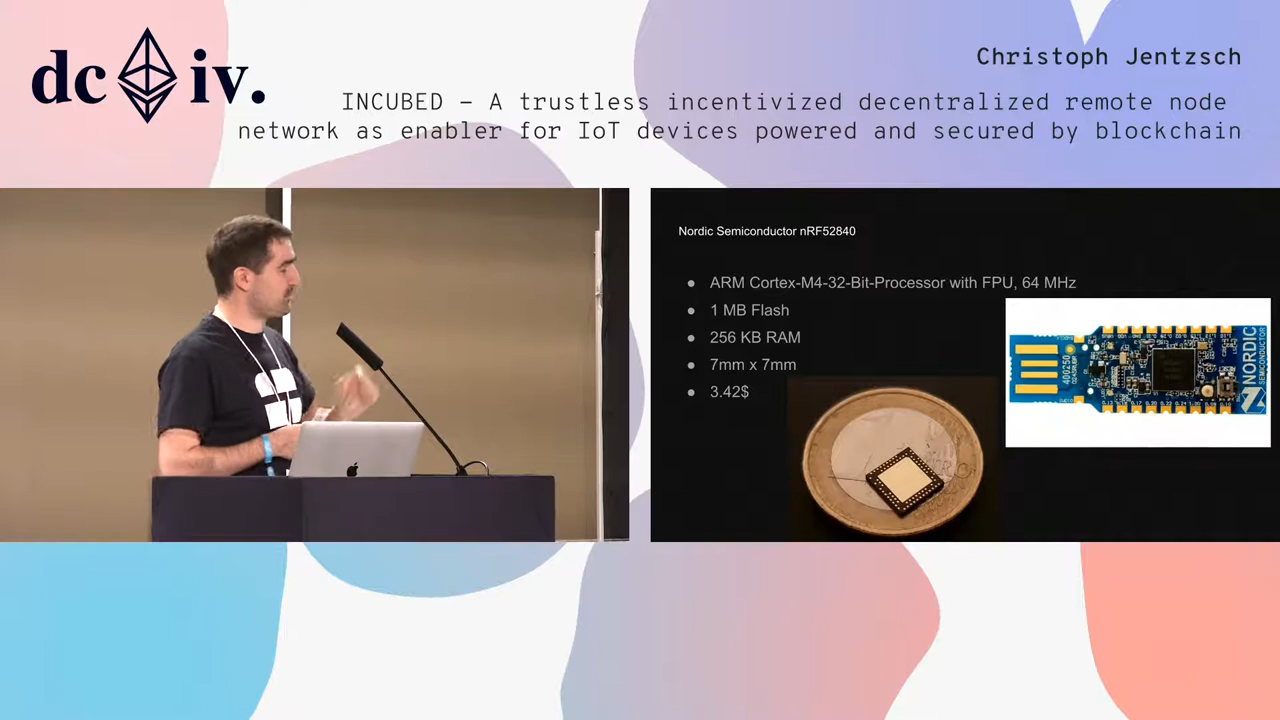 dc iv.
Christoph Jentzsch
INCUBED – A trustless incentivized decentralized remote node
network as enabler for IoT devices powered and secured by blockchain
Nordic Semiconductor nRF52840
● ARM Cortex-M4-32-Bit-Processor with FPU, 64 MHz
● 1 MB Flash
● 256 KB RAM
● 7mm x 7mm
● 3.42$
NORDIC
SEMICONDUCTOR